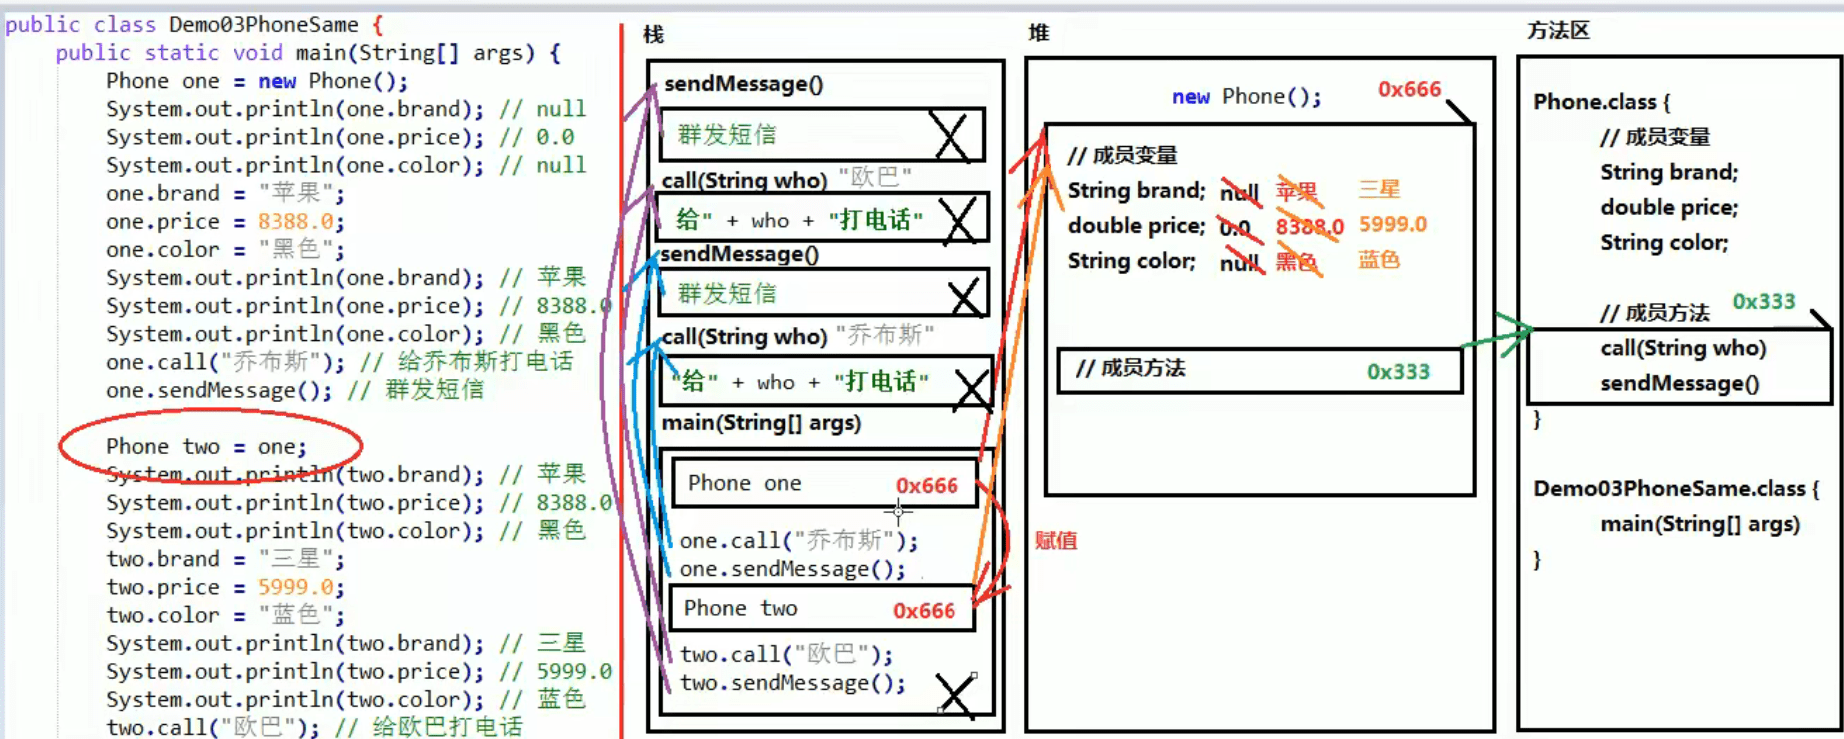 public class Demo03PhoneSame {
public static void main(String[] args) {
Phone one = new Phone();
System.out.println(one.brand); // null
System.out.println(one.price); // 0.0
System.out.println(one.color); // null
one.brand = "苹果";
one.price = 8388.0;
one.color = "黑色";
System.out.println(one.brand); // 苹果
System.out.println(one.price); // 8388.0
System.out.println(one.color); // 黑色
one.call("乔布斯"); // 给乔布斯打电话
one.sendMessage(); // 群发短信
Phone two = one;
System.out.println(two.brand); // 苹果
System.out.println(two.price); // 8388.0
System.out.println(two.color); // 黑色
two.brand = "三星";
two.price = 5999.0;
two.color = "蓝色";
System.out.println(two.brand); // 三星
System.out.println(two.price); // 5999.0
System.out.println(two.color); // 蓝色
two.call("欧巴"); // 给欧巴打电话
栈
sendMessage()
群发短信
call(String who) "欧巴"
给" + who + "打电话"
sendMessage()
群发短信
call(String who) "乔布斯"
"给" + who + "打电话"
main(String[] args)
Phone one 0x666
one.call("乔布斯");
one.sendMessage();
Phone two 0x666
two.call("欧巴");
two.sendMessage();
赋值
堆
new Phone(); 0x666
// 成员变量
String brand; null 苹果 三星
double price; 0.0 8388.0 5999.0
String color; null 黑色 蓝色
// 成员方法 0x333
方法区
Phone.class {
// 成员变量
String brand;
double price;
String color;
// 成员方法 0x333
call(String who)
sendMessage()
}
Demo03PhoneSame.class {
main(String[] args)
}